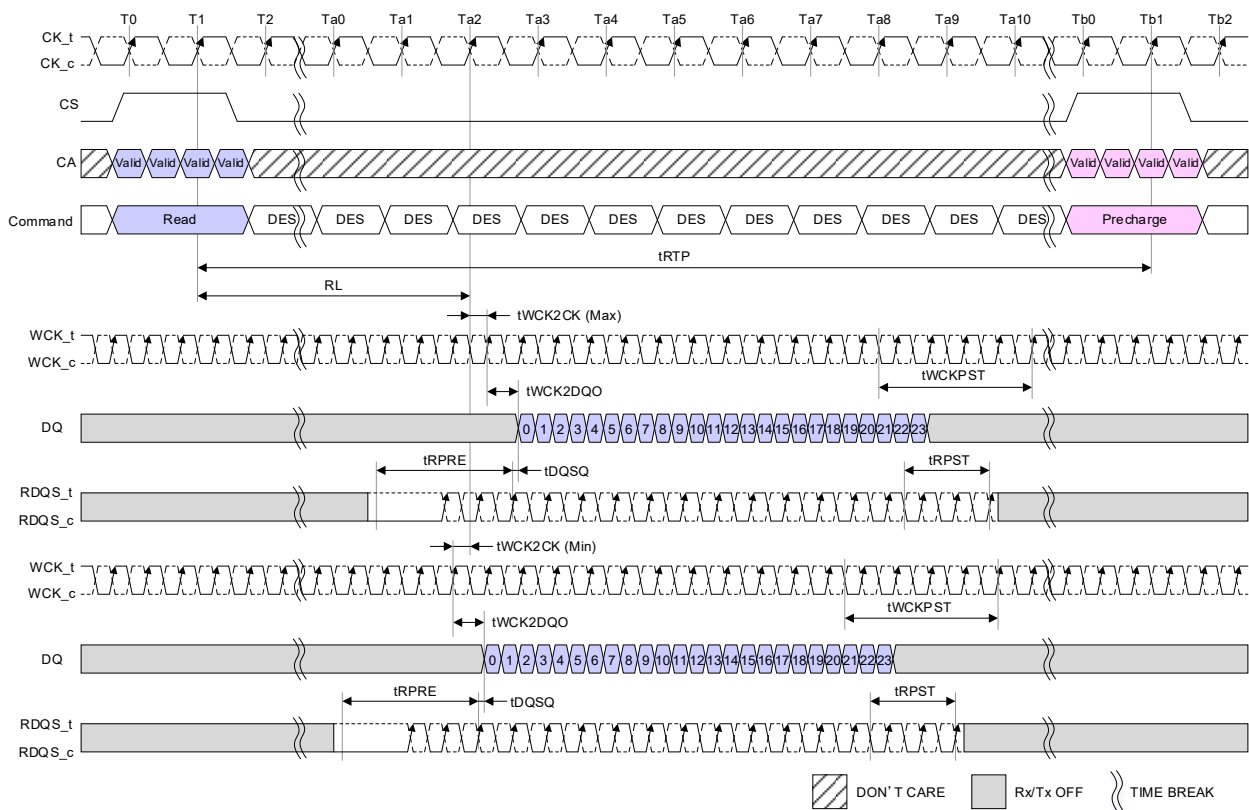 T0 T1 T2 Ta0 Ta1 Ta2 Ta3 Ta4 Ta5 Ta6 Ta7 Ta8 Ta9 Ta10 Tb0 Tb1 Tb2
CK_t
CK_c
CS
CA Valid Valid Valid Valid Valid Valid Valid Valid
Command Read DES DES DES DES DES DES DES DES DES DES DES DES Precharge
tRTP
RL
tWCK2CK (Max)
WCK_t
WCK_c
tWCKPST
tWCK2DQO
DQ 0 1 2 3 4 5 6 7 8 9 10 11 12 13 14 15 16 17 18 19 20 21 22 23
tRPRE tDQSQ tRPST
RDQS_t
RDQS_c
tWCK2CK (Min)
WCK_t
WCK_c
tWCKPST
tWCK2DQO
DQ 0 1 2 3 4 5 6 7 8 9 10 11 12 13 14 15 16 17 18 19 20 21 22 23
tRPRE tDQSQ tRPST
RDQS_t
RDQS_c
DON'T CARE Rx/Tx OFF TIME BREAK